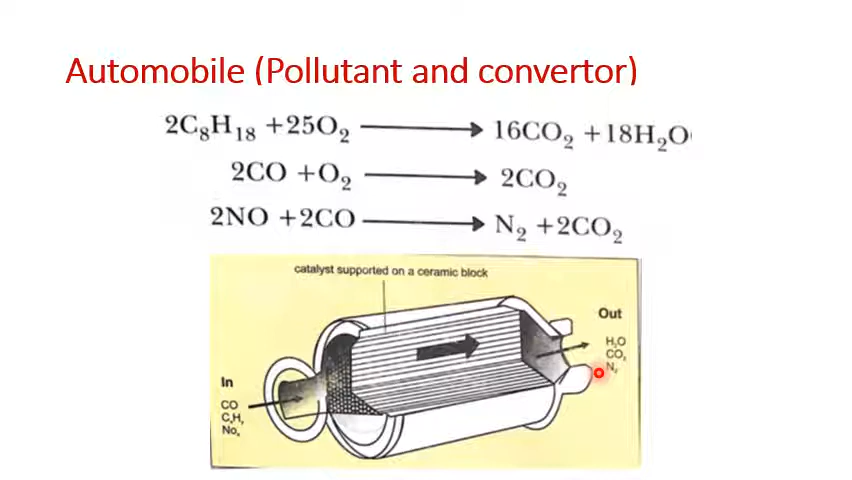 Automobile (Pollutant and convertor)
2C₈H₁₈ +25O₂ ⟶ 16CO₂ +18H₂O
2CO +O₂ ⟶ 2CO₂
2NO +2CO ⟶ N₂ +2CO₂
catalyst supported on a ceramic block
Out
H₂O
CO₂
N₂
In
CO
CₓHᵧ
Noₓ